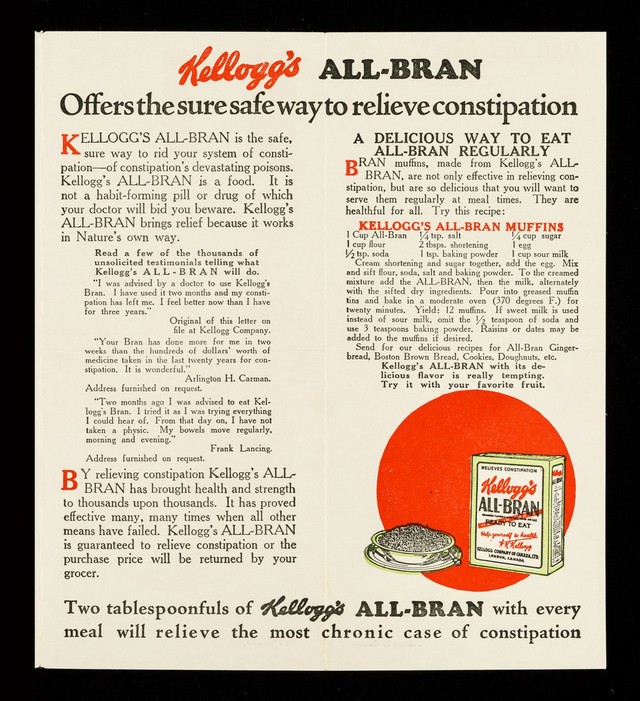 Kellogg's ALL-BRAN
Offers the sure safe way to relieve constipation
KELLOGG'S ALL-BRAN is the safe,
sure way to rid your system of consti-
pation—of constipation's devastating poisons.
Kellogg's ALL-BRAN is a food. It is
not a habit-forming pill or drug of which
your doctor will bid you beware. Kellogg's
ALL-BRAN brings relief because it works
in Nature's own way.
Read a few of the thousands of
unsolicited testimonials telling what
Kellogg's ALL-BRAN will do.
"I was advised by a doctor to use Kellogg's
Bran. I have used it two months and my consti-
pation has left me. I feel better now than I have
for three years."
Original of this letter on
file at Kellogg Company.
"Your Bran has done more for me in two
weeks than the hundreds of dollars' worth of
medicine taken in the last twenty years for con-
stipation. It is wonderful."
Arlington H. Carman.
Address furnished on request.
"Two months ago I was advised to eat Kel-
logg's Bran. I tried it as I was trying everything
I could hear of. From that day on, I have not
taken a physic. My bowels move regularly,
morning and evening."
Frank Lancing.
Address furnished on request.
BY relieving constipation Kellogg's ALL-
BRAN has brought health and strength
to thousands upon thousands. It has proved
effective many, many times when all other
means have failed. Kellogg's ALL-BRAN
is guaranteed to relieve constipation or the
purchase price will be returned by your
grocer.
A DELICIOUS WAY TO EAT
ALL-BRAN REGULARLY
BRAN muffins, made from Kellogg's ALL-
BRAN, are not only effective in relieving con-
stipation, but are so delicious that you will want to
serve them regularly at meal times. They are
healthful for all. Try this recipe:
KELLOGG'S ALL-BRAN MUFFINS
1 Cup All-Bran ¼ tsp. salt ¼ cup sugar
1 cup flour 2 tbsps. shortening 1 egg
½ tsp. soda 1 tsp. baking powder 1 cup sour milk
Cream shortening and sugar together, add the egg. Mix
and sift flour, soda, salt and baking powder. To the creamed
mixture add the ALL-BRAN, then the milk, alternately
with the sifted dry ingredients. Pour into greased muffin
tins and bake in a moderate oven (370 degrees F.) for
twenty minutes. Yield: 12 muffins. If sweet milk is used
instead of sour milk, omit the ½ teaspoon of soda and
use 3 teaspoons baking powder. Raisins or dates may be
added to the muffins if desired.
Send for our delicious recipes for All-Bran Ginger-
bread, Boston Brown Bread, Cookies, Doughnuts, etc.
Kellogg's ALL-BRAN with its de-
licious flavor is really tempting.
Try it with your favorite fruit.
RELIEVES CONSTIPATION
Kellogg's
ALL-BRAN
READY TO EAT
Help yourself to health
W.K. Kellogg
KELLOGG COMPANY OF CANADA, LTD.
LONDON, CANADA
Two tablespoonfuls of Kellogg's ALL-BRAN with every
meal will relieve the most chronic case of constipation